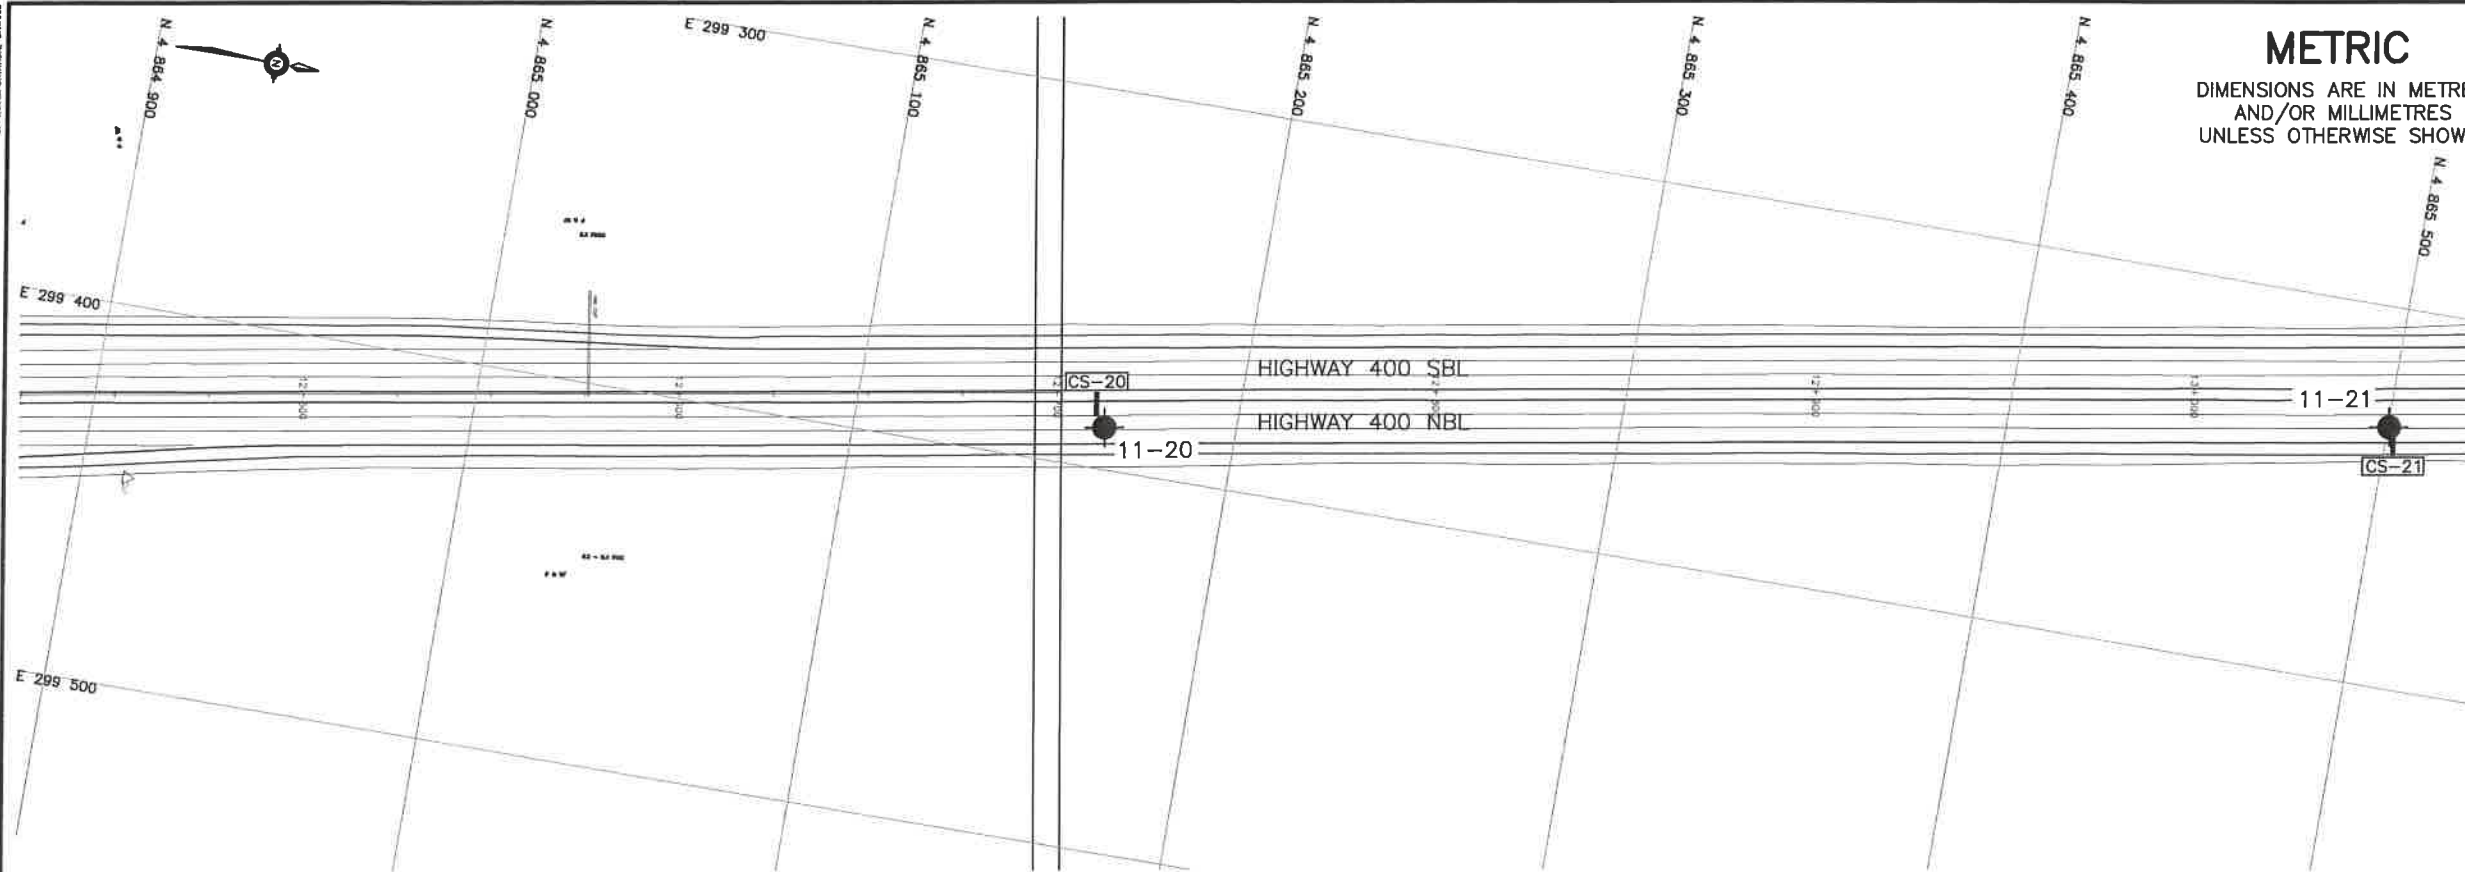 N 4 864 900
N 4 865 000
E 299 300
N 4 865 100
N 4 865 200
N 4 865 300
N 4 865 400
N 4 865 500
METRIC
DIMENSIONS ARE IN METRE
AND/OR MILLIMETRES
UNLESS OTHERWISE SHOW
N
E 299 400
HIGHWAY 400 SBL
CS-20
11-21
HIGHWAY 400 NBL
11-20
CS-21
E 299 500